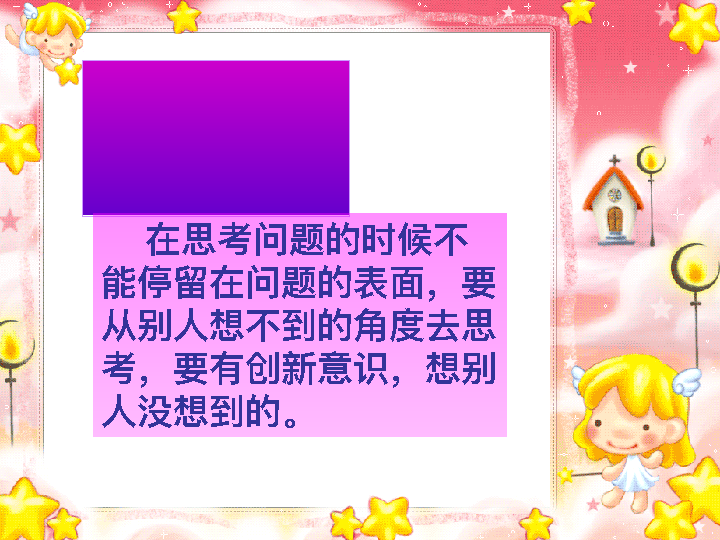 在思考问题的时候不
能停留在问题的表面，要
从别人想不到的角度去思
考，要有创新意识，想别
人没想到的。